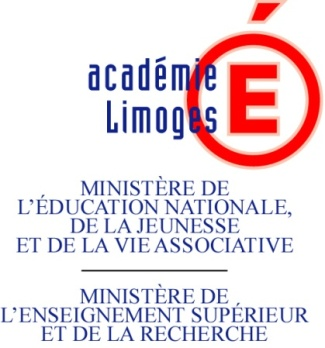 académie
Limoges
É
MINISTÈRE DE
L'ÉDUCATION NATIONALE,
DE LA JEUNESSE
ET DE LA VIE ASSOCIATIVE
MINISTÈRE DE
L'ENSEIGNEMENT SUPÉRIEUR
ET DE LA RECHERCHE